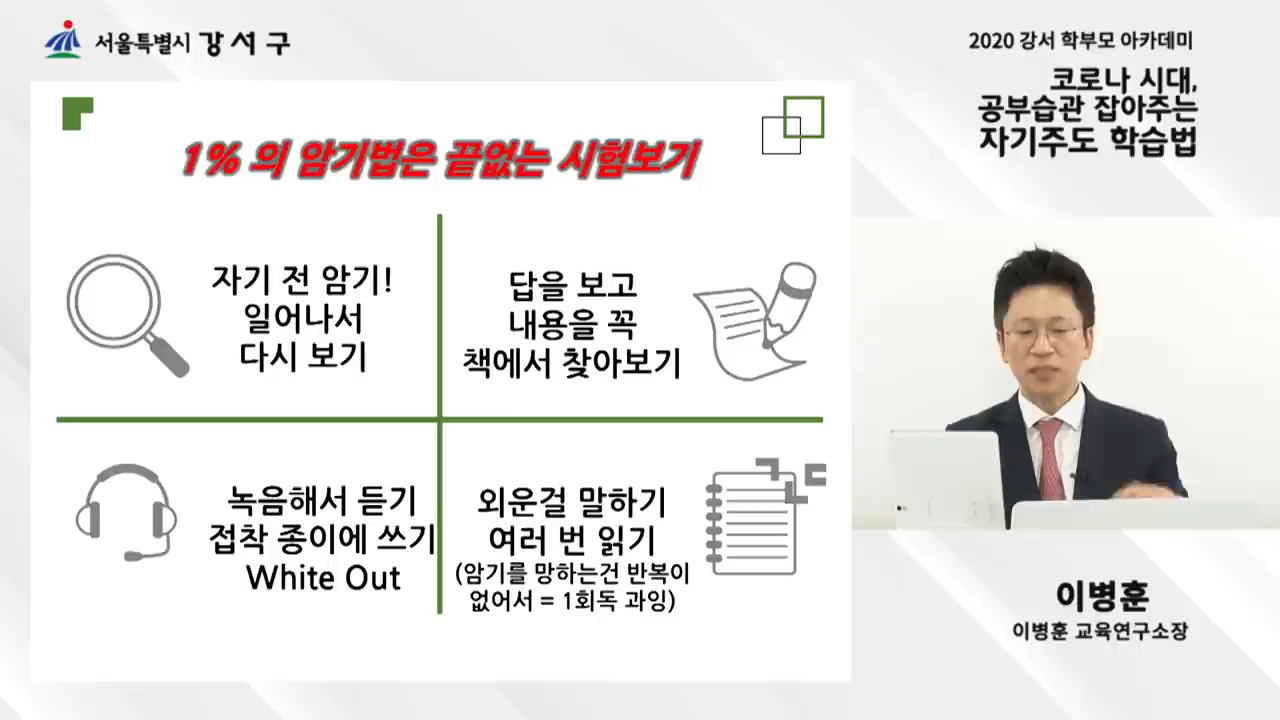 서울특별시 강서구
2020 강서 학부모 아카데미
코로나 시대,
공부습관 잡아주는
자기주도 학습법
1% 의 암기법은 끝없는 시험보기
자기 전 암기!
일어나서
다시 보기
답을 보고
내용을 꼭
책에서 찾아보기
녹음해서 듣기
접착 종이에 쓰기
White Out
외운걸 말하기
여러 번 읽기
(암기를 망하는건 반복이
없어서 = 1회독 과잉)
이병훈
이병훈 교육연구소장